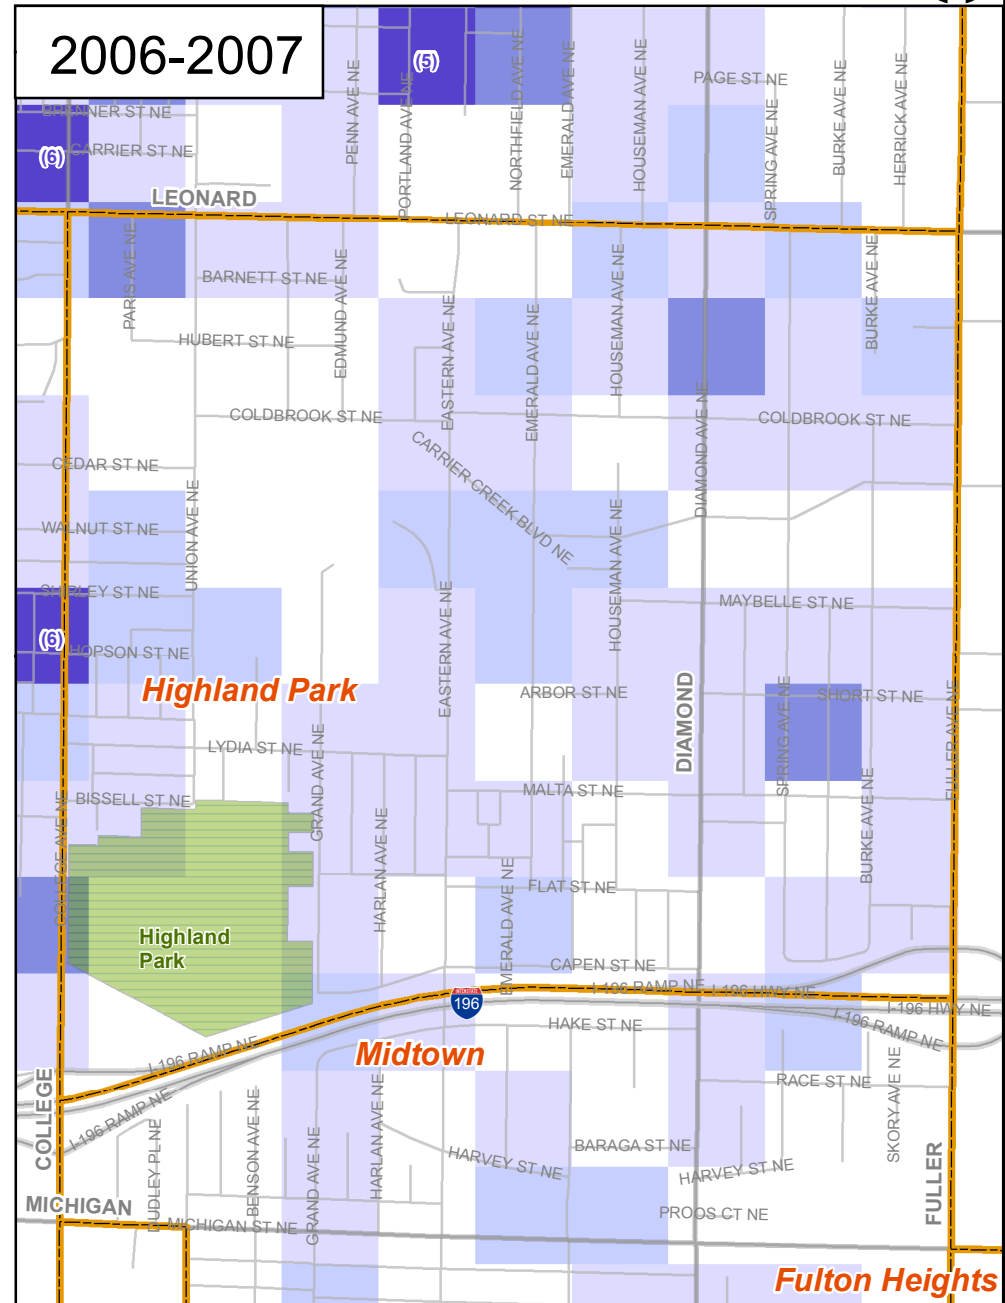 2006-2007
(5)
PAGE ST NE
PENN AVE NE
PORTLAND AVE NE
NORTHFIELD AVE NE
EMERALD AVE NE
HOUSEMAN AVE NE
SPRING AVE NE
BURKE AVE NE
HERRICK AVE NE
BRENNER ST NE
(6)
CARRIER ST NE
LEONARD
LEONARD ST NE
PARIS AVE NE
BARNETT ST NE
EDMUND AVE NE
HOUSEMAN AVE NE
BURKE AVE NE
HUBERT ST NE
EASTERN AVE NE
EMERALD AVE NE
COLDBROOK ST NE
COLDBROOK ST NE
DIAMOND AVE NE
CARRIER CREEK BLVD NE
CEDAR ST NE
UNION AVE NE
WALNUT ST NE
HOUSEMAN AVE NE
SHIRLEY ST NE
MAYBELLE ST NE
(6)
HOPSON ST NE
EASTERN AVE NE
Highland Park
ARBOR ST NE
DIAMOND
SPRING AVE NE
SHORT ST NE
FULLER AVE NE
LYDIA ST NE
GRAND AVE NE
BISSELL ST NE
MALTA ST NE
COLLEGE AVE NE
HARLAN AVE NE
BURKE AVE NE
FLAT ST NE
EMERALD AVE NE
Highland
Park
CAPEN ST NE
I-196 RAMP NE
I-196 HWY NE
INTERSTATE
196
I-196 HWY NE
I-196 RAMP NE
HAKE ST NE
I-196 RAMP NE
Midtown
RACE ST NE
COLLEGE
I-196 RAMP NE
DUDLEY PL NE
BENSON AVE NE
GRAND AVE NE
HARLAN AVE NE
HARVEY ST NE
BARAGA ST NE
HARVEY ST NE
SKORY AVE NE
FULLER
MICHIGAN
MICHIGAN ST NE
PROOS CT NE
Fulton Heights